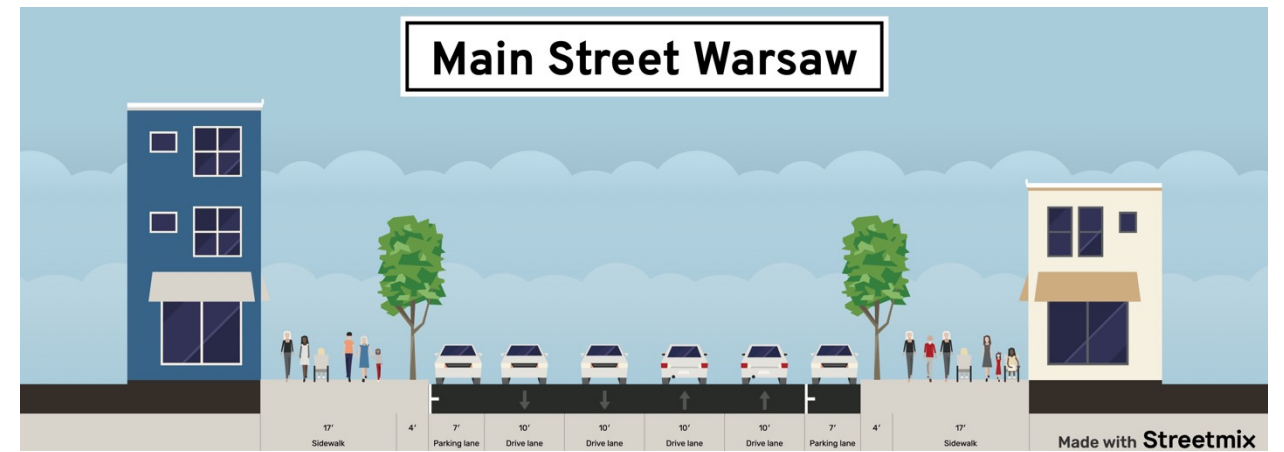 Main Street Warsaw
17' 4' 7' 10' 10' 10' 10' 7' 4' 17'
Sidewalk Parking lane Drive lane Drive lane Drive lane Drive lane Parking lane Sidewalk
Made with Streetmix